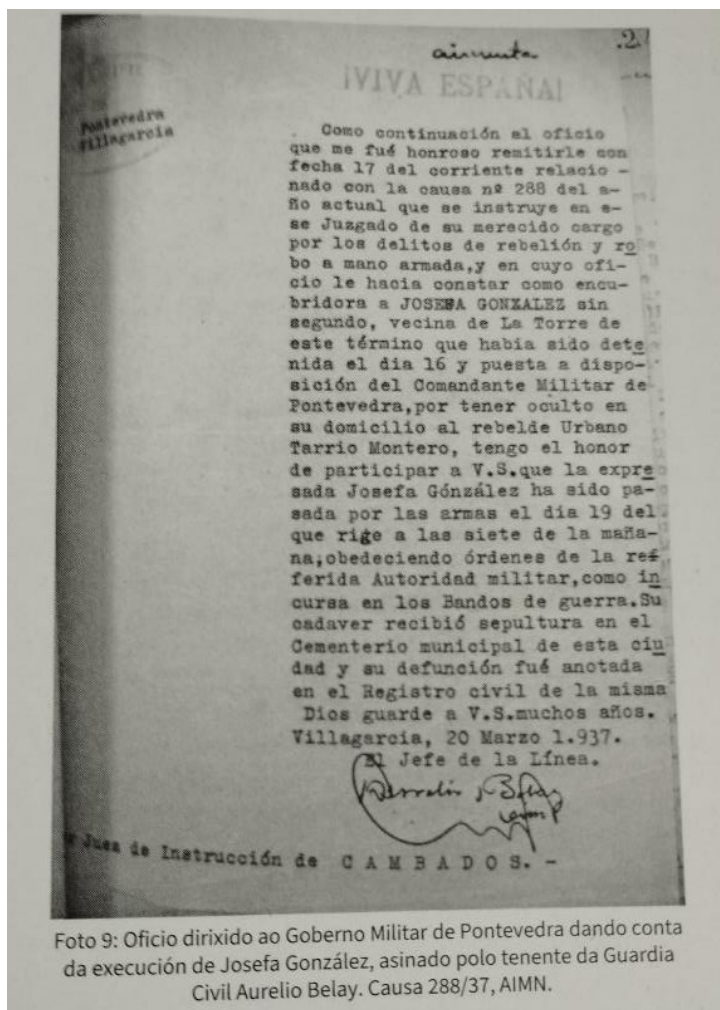 .2.
¡VIVA ESPAÑA!
Pontevedra
Villagarcia
Como continuación al oficio
que me fué honroso remitirle con
fecha 17 del corriente relacio -
nado con la causa nº 288 del a-
ño actual que se instruye en e-
se Juzgado de su merecido cargo
por los delitos de rebelión y ro
bo a mano armada,y en cuyo ofi-
cio le hacia constar como encu-
bridora a JOSEFA GONZALEZ sin
segundo, vecina de La Torre de
este término que habia sido dete
nida el dia 16 y puesta a dispo-
sición del Comandante Militar de
Pontevedra,por tener oculto en
su domicilio al rebelde Urbano
Tarrio Montero, tengo el honor
de participar a V.S.que la expre
sada Josefa Gónzález ha sido pa-
sada por las armas el dia 19 del
que rige a las siete de la maña-
na,obedeciendo órdenes de la ref
ferida Autoridad militar,como in
cursa en los Bandos de guerra.Su
cadaver recibió sepultura en el
Cementerio municipal de esta ciu
dad y su defunción fué anotada
en el Registro civil de la misma
Dios guarde a V.S.muchos años.
Villagarcia, 20 Marzo 1.937.
El Jefe de la Línea.
Juez de Instrucción de CAMBADOS.-
Foto 9: Oficio dirixido ao Goberno Militar de Pontevedra dando conta
da execución de Josefa González, asinado polo tenente da Guardia
Civil Aurelio Belay. Causa 288/37, AIMN.